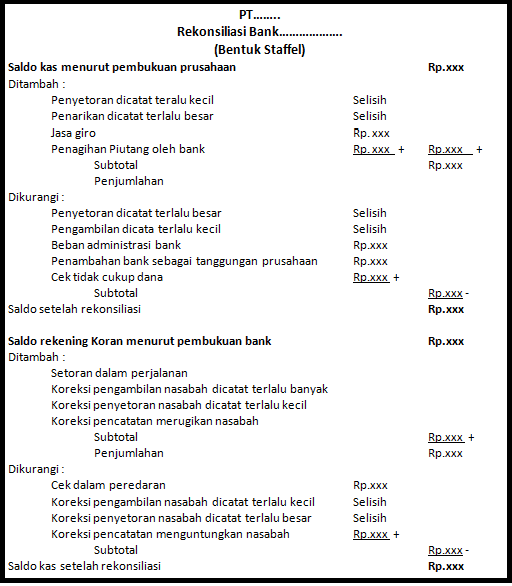 PT........
Rekonsiliasi Bank..................
(Bentuk Staffel)
Saldo kas menurut pembukuan prusahaan Rp.xxx
Ditambah :
Penyetoran dicatat teralu kecil Selisih
Penarikan dicatat terlalu besar Selisih
Jasa giro Rp. xxx
Penagihan Piutang oleh bank Rp. xxx + Rp.xxx +
Subtotal Rp.xxx
Penjumlahan
Dikurangi :
Penyetoran dicatat terlalu besar Selisih
Pengambilan dicata terlalu kecil Selisih
Beban administrasi bank Rp.xxx
Penambahan bank sebagai tanggungan prusahaan Rp.xxx
Cek tidak cukup dana Rp.xxx +
Subtotal Rp.xxx -
Saldo setelah rekonsiliasi Rp.xxx
Saldo rekening Koran menurut pembukuan bank Rp.xxx
Ditambah :
Setoran dalam perjalanan
Koreksi pengambilan nasabah dicatat terlalu banyak
Koreksi penyetoran nasabah dicatat terlalu kecil
Koreksi pencatatan merugikan nasabah
Subtotal Rp.xxx +
Penjumlahan Rp.xxx
Dikurangi :
Cek dalam peredaran Rp.xxx
Koreksi pengambilan nasabah dicatat terlalu kecil Selisih
Koreksi penyetoran nasabah dicatat terlalu besar Selisih
Koreksi pencatatan menguntungkan nasabah Rp.xxx +
Subtotal Rp.xxx -
Saldo kas setelah rekonsiliasi Rp.xxx